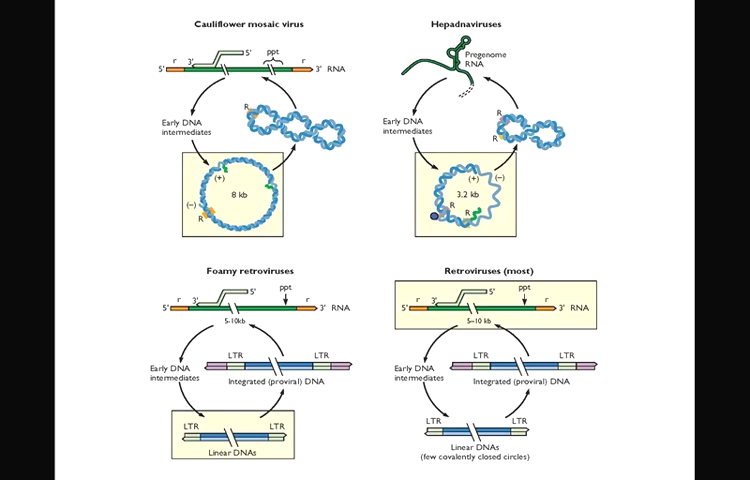 Cauliflower mosaic virus
r
3'
5'
ppt
r
5'
3' RNA
Early DNA
intermediates
R
(+)
8 kb
(−)
R
Hepadnaviruses
Pregenome
RNA
Early DNA
intermediates
R
R
(+)
(−)
3.2 kb
R
R
Foamy retroviruses
r
3'
5'
ppt
r
5'
3' RNA
5-10kb
LTR
LTR
Early DNA
intermediates
Integrated (proviral) DNA
LTR
LTR
Linear DNAs
Retroviruses (most)
r
3'
5'
ppt
r
5'
3' RNA
5–10 kb
LTR
LTR
Early DNA
intermediates
Integrated (proviral) DNA
LTR
LTR
Linear DNAs
(few covalently closed circles)